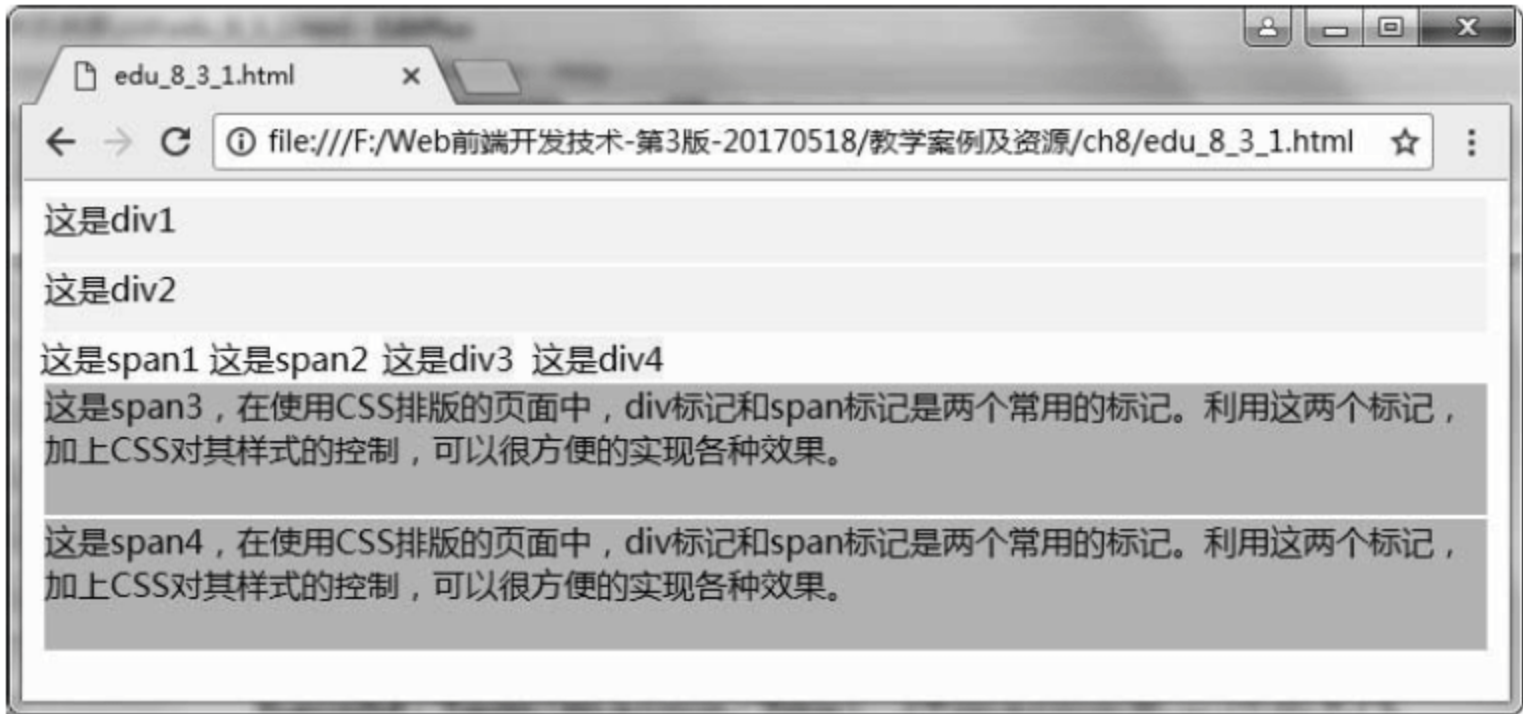 edu_8_3_1.html
file:///F:/Web前端开发技术-第3版-20170518/教学案例及资源/ch8/edu_8_3_1.html
这是div1
这是div2
这是span1 这是span2 这是div3 这是div4
这是span3，在使用CSS排版的页面中，div标记和span标记是两个常用的标记。利用这两个标记，
加上CSS对其样式的控制，可以很方便的实现各种效果。
这是span4，在使用CSS排版的页面中，div标记和span标记是两个常用的标记。利用这两个标记，
加上CSS对其样式的控制，可以很方便的实现各种效果。